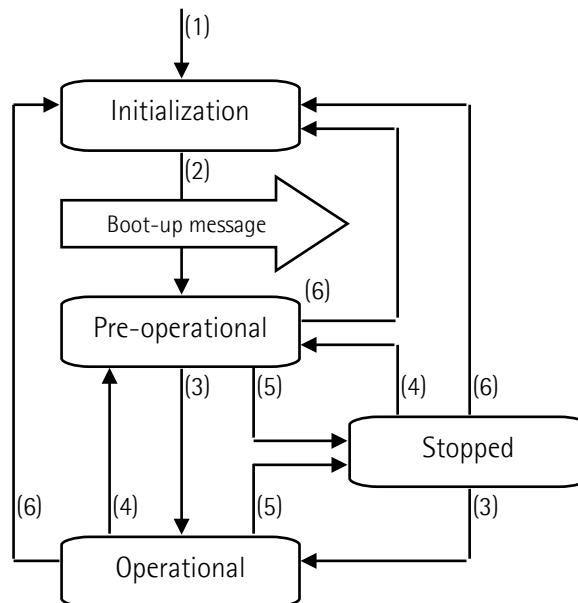 (1)
Initialization
(2)
Boot-up message
(6)
Pre-operational
(3)
(5)
(4)
(6)
Stopped
(6)
(4)
(5)
(3)
Operational